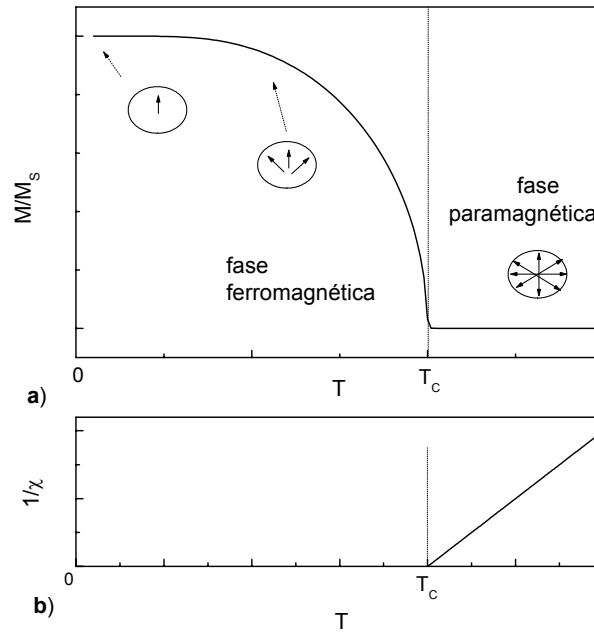 M/M_S
fase
paramagnética
fase
ferromagnética
0
T
T_C
a)
1/χ
0
T_C
b)
T